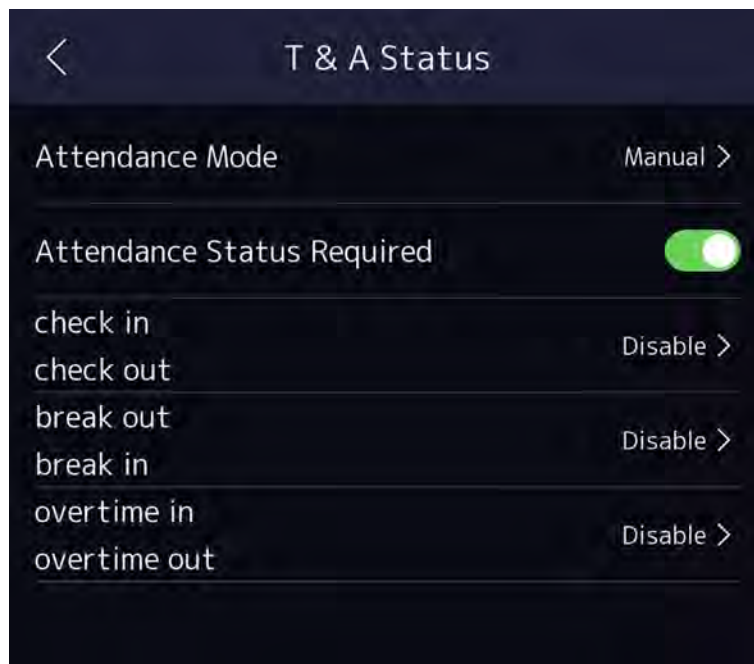 T & A Status
Attendance Mode Manual >
Attendance Status Required
check in
check out
Disable >
break out
break in
Disable >
overtime in
overtime out
Disable >